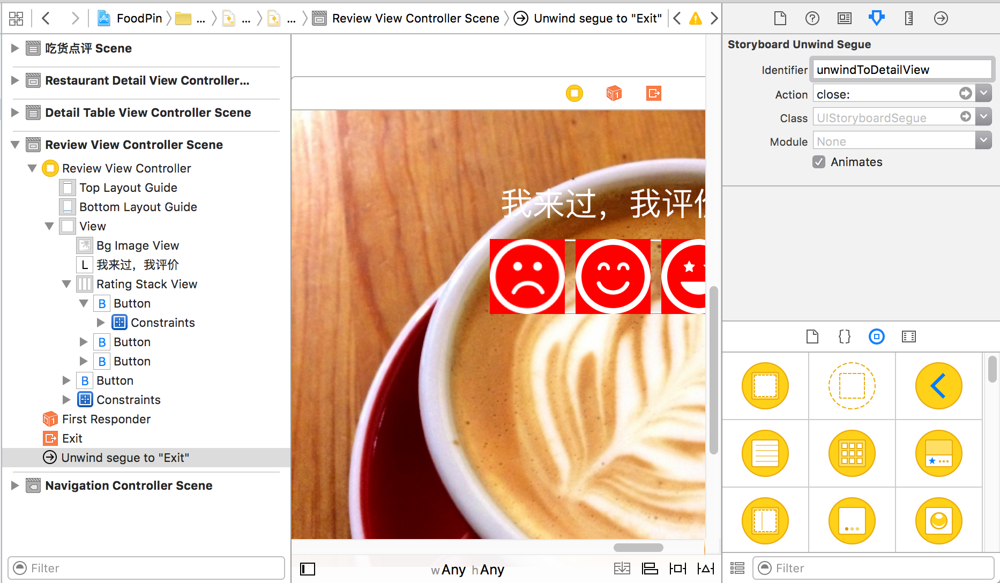 FoodPin ... ... ... Review View Controller Scene Unwind segue to "Exit"
吃货点评 Scene
Restaurant Detail View Controller...
Detail Table View Controller Scene
Review View Controller Scene
Review View Controller
Top Layout Guide
Bottom Layout Guide
View
Bg Image View
L 我来过，我评价
Rating Stack View
B Button
Constraints
B Button
B Button
B Button
Constraints
First Responder
Exit
Unwind segue to "Exit"
Navigation Controller Scene
Filter
我来过，我评价
wAny hAny
Storyboard Unwind Segue
Identifier unwindToDetailView
Action close:
Class UIStoryboardSegue
Module None
Animates
Filter